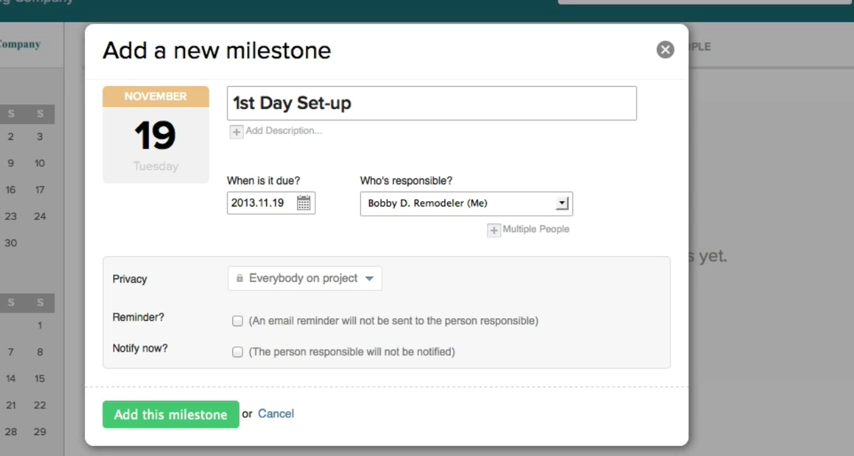 Company
Company
Add a new milestone
PLE
NOVEMBER
19
Tuesday
1st Day Set-up
+ Add Description...
When is it due?
2013.11.19
Who's responsible?
Bobby D. Remodeler (Me)
+ Multiple People
Privacy
Everybody on project
Reminder?
(An email reminder will not be sent to the person responsible)
Notify now?
(The person responsible will not be notified)
Add this milestone or Cancel
s yet.
S S
2 3
9 10
16 17
23 24
30
S S
1
7 8
14 15
21 22
28 29